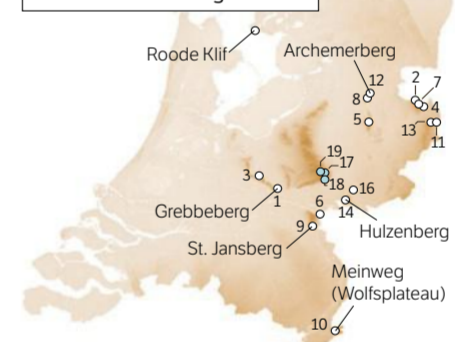 Roode Klif
Archemerberg
12
8
2
7
4
5
13
11
19
17
3
18
16
1
Grebbeberg
6
14
9
Hulzenberg
St. Jansberg
Meinweg
(Wolfsplateau)
10